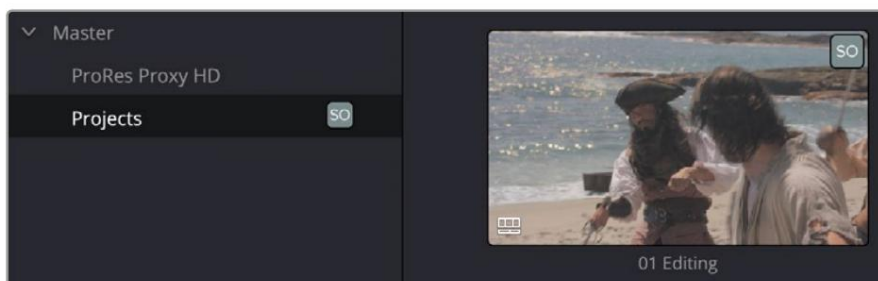 Master
ProRes Proxy HD
Projects SO
SO
01 Editing